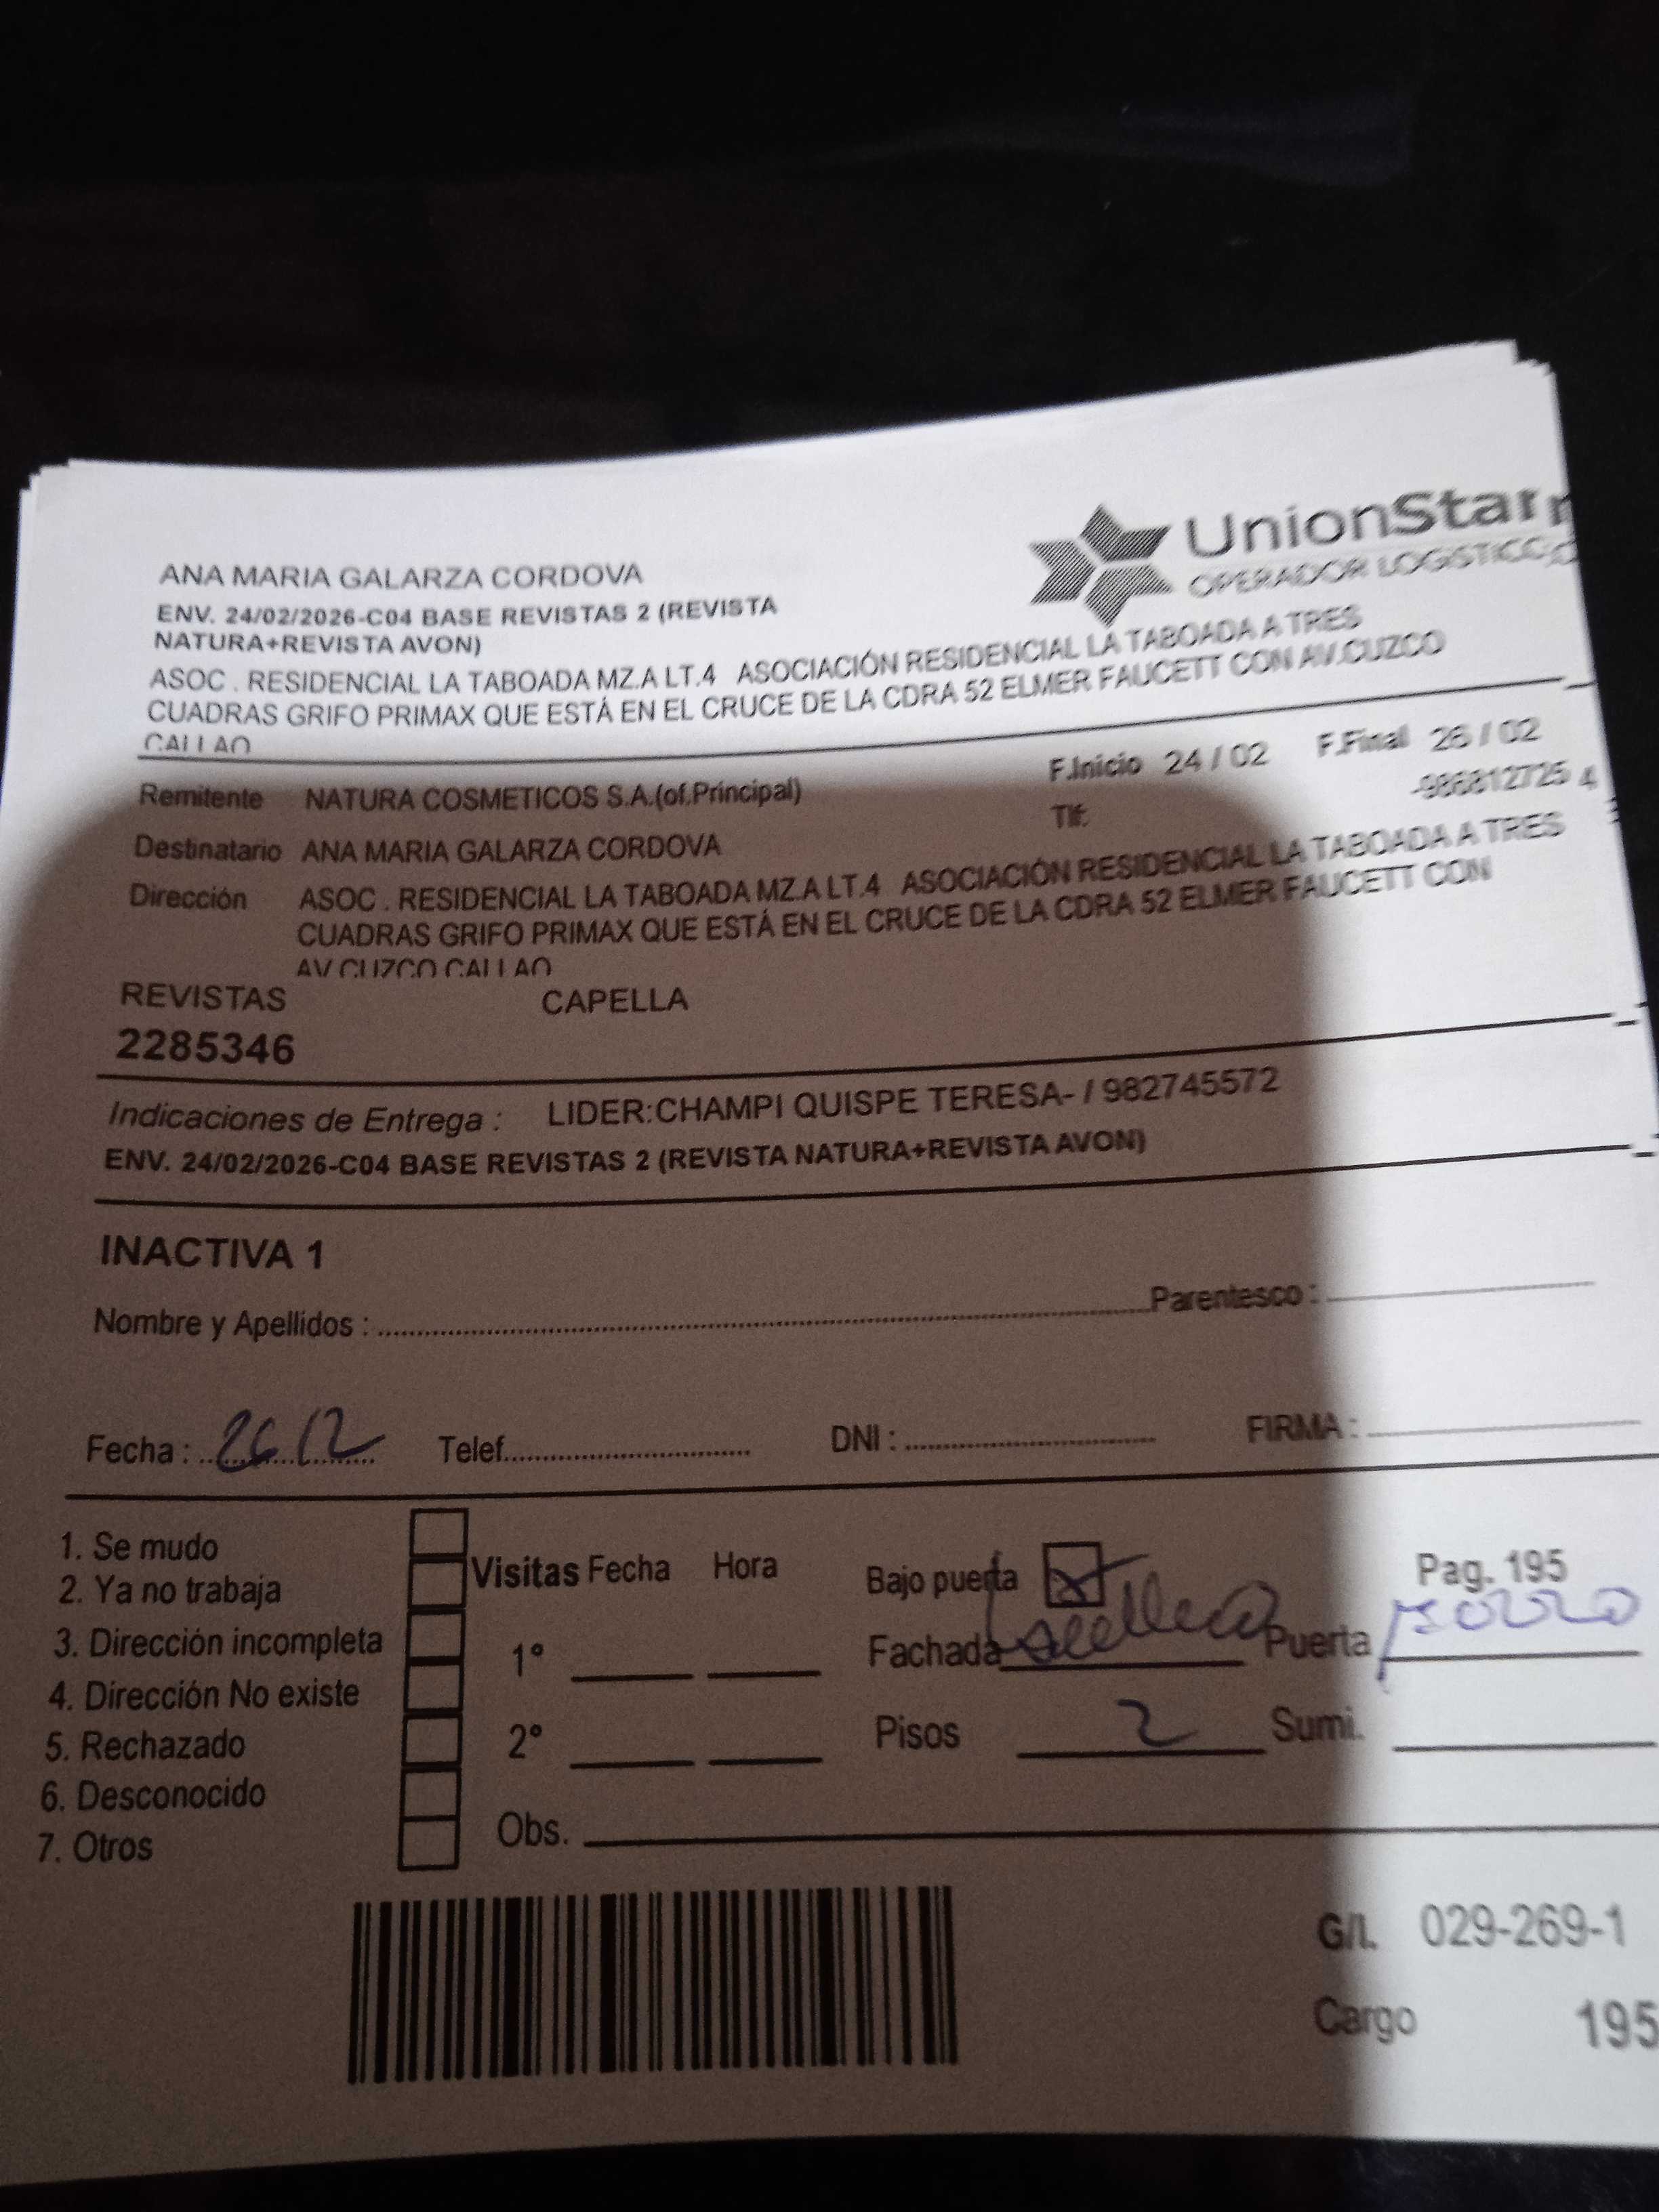 UnionStar
OPERADOR LOGISTICO
ANA MARIA GALARZA CORDOVA
ENV. 24/02/2026-C04 BASE REVISTAS 2 (REVISTA
NATURA+REVISTA AVON)
ASOC . RESIDENCIAL LA TABOADA MZ.A LT.4 ASOCIACIÓN RESIDENCIAL LA TABOADA A TRES
CUADRAS GRIFO PRIMAX QUE ESTÁ EN EL CRUCE DE LA CDRA 52 ELMER FAUCETT CON AV.CUZCO
CALLAO
F.Inicio 24 / 02 F.Final 26 / 02
Remitente NATURA COSMETICOS S.A.(of.Principal)
Tlf: -986812725
Destinatario ANA MARIA GALARZA CORDOVA
Dirección ASOC . RESIDENCIAL LA TABOADA MZ.A LT.4 ASOCIACIÓN RESIDENCIAL LA TABOADA A TRES
CUADRAS GRIFO PRIMAX QUE ESTÁ EN EL CRUCE DE LA CDRA 52 ELMER FAUCETT CON
AV.CUZCO CALLAO
REVISTAS CAPELLA
2285346
Indicaciones de Entrega : LIDER:CHAMPI QUISPE TERESA- / 982745572
ENV. 24/02/2026-C04 BASE REVISTAS 2 (REVISTA NATURA+REVISTA AVON)
INACTIVA 1
Nombre y Apellidos : Parentesco :
Fecha : 26/2 Telef. DNI : FIRMA :
1. Se mudo
2. Ya no trabaja
3. Dirección incompleta
4. Dirección No existe
5. Rechazado
6. Desconocido
7. Otros
Visitas Fecha Hora
1°
2°
Obs.
Bajo puerta X Pag. 195
Fachada Puerta
Pisos 2 Sumi.
G/L 029-269-1
Cargo 195